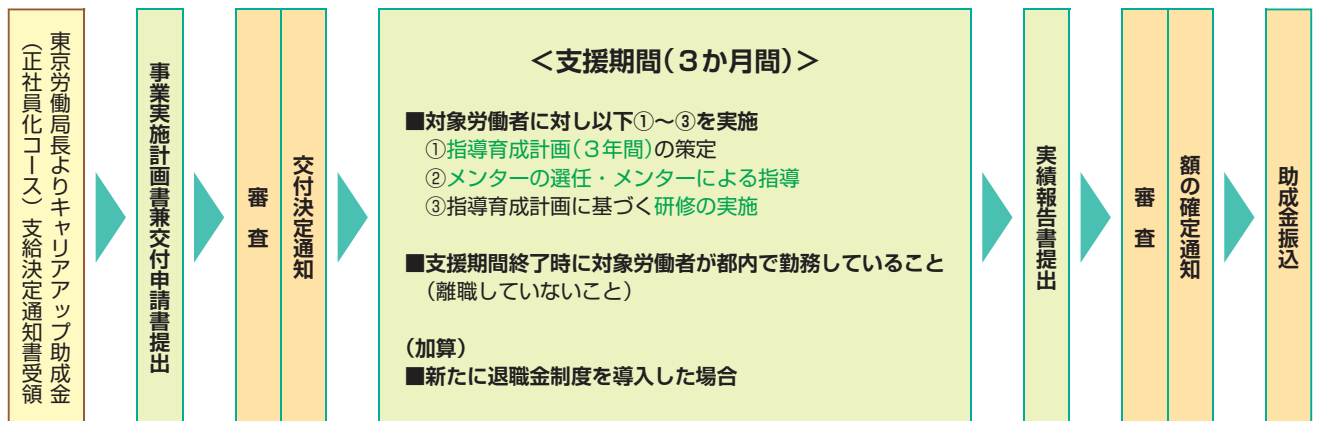 東京労働局長よりキャリアアップ助成金
（正社員化コース）支給決定通知書受領
事業実施計画書兼交付申請書提出
審　査
交付決定通知
＜支援期間（３か月間）＞
■対象労働者に対し以下①～③を実施
①指導育成計画（３年間）の策定
②メンターの選任・メンターによる指導
③指導育成計画に基づく研修の実施
■支援期間終了時に対象労働者が都内で勤務していること
（離職していないこと）
（加算）
■新たに退職金制度を導入した場合
実績報告書提出
審　査
額の確定通知
助成金振込